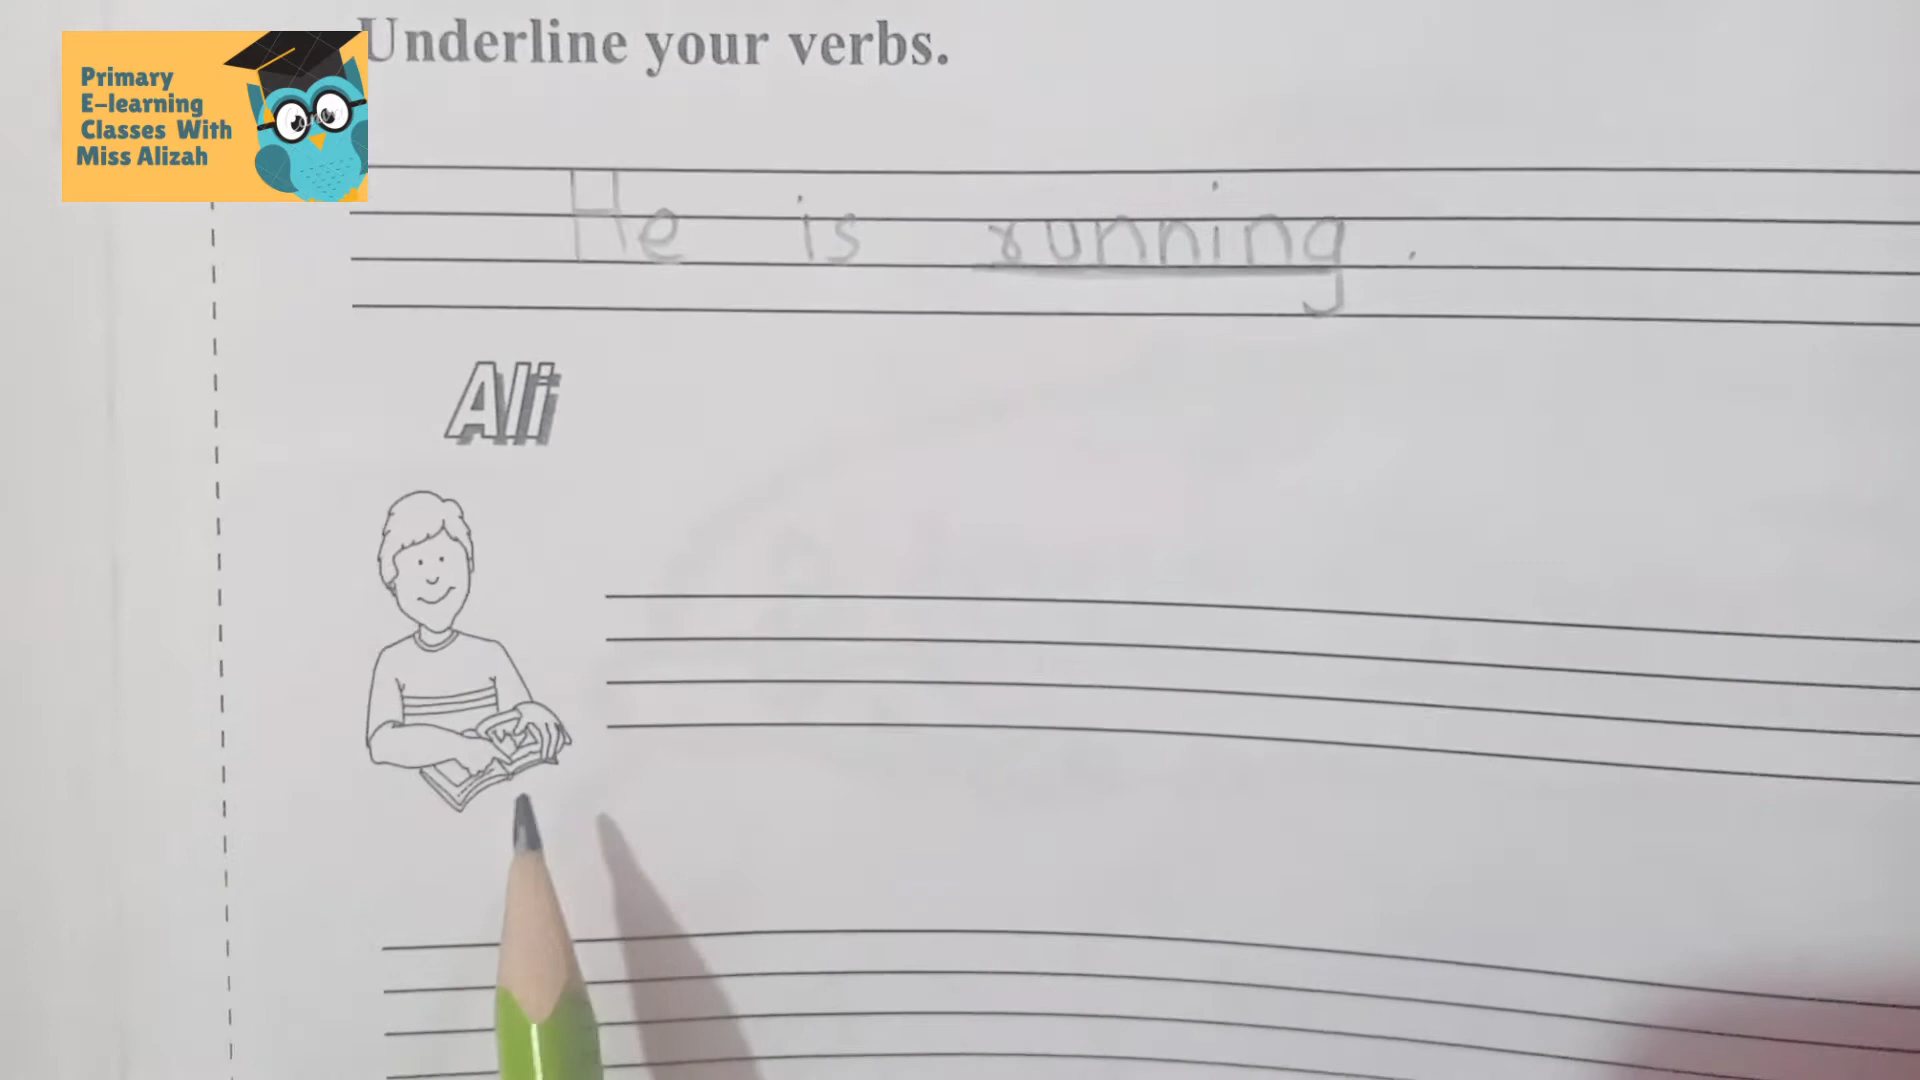 Underline your verbs.
Primary
E-learning
Classes With
Miss Alizah
He is running.
Ali